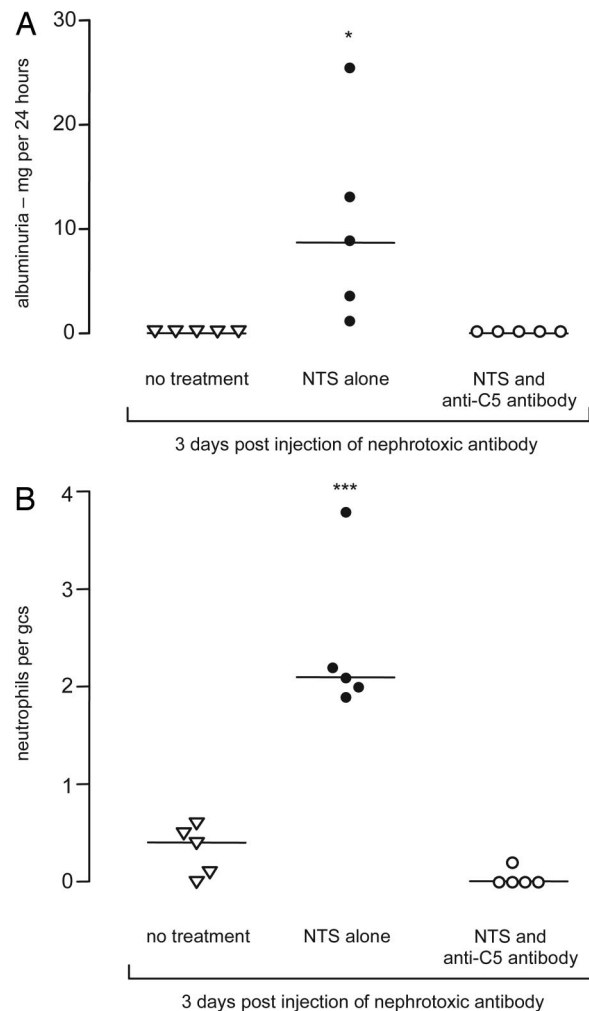 A
albuminuria – mg per 24 hours
30
20
10
0
*
no treatment
NTS alone
NTS and
anti-C5 antibody
3 days post injection of nephrotoxic antibody
B
neutrophils per gcs
4
3
2
1
0
***
no treatment
NTS alone
NTS and
anti-C5 antibody
3 days post injection of nephrotoxic antibody